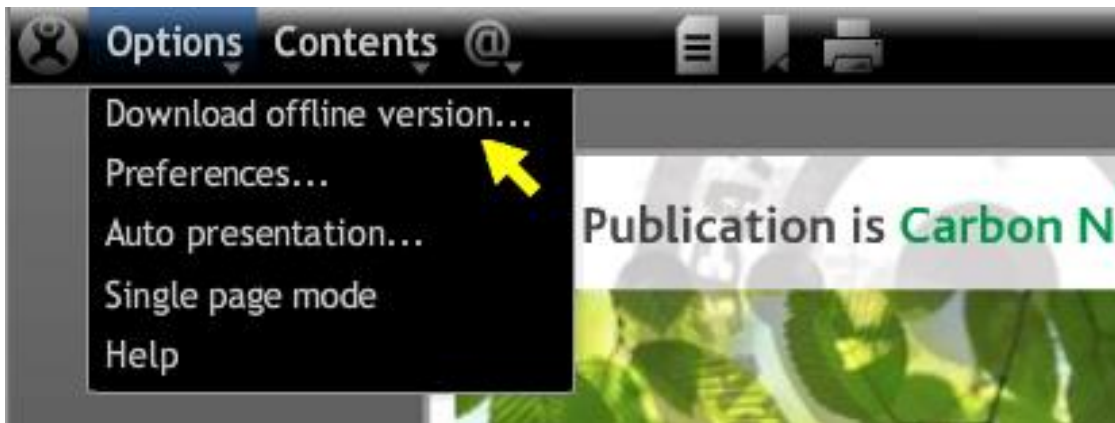 Options Contents @
Download offline version...
Preferences...
Auto presentation...
Single page mode
Help
Publication is Carbon N